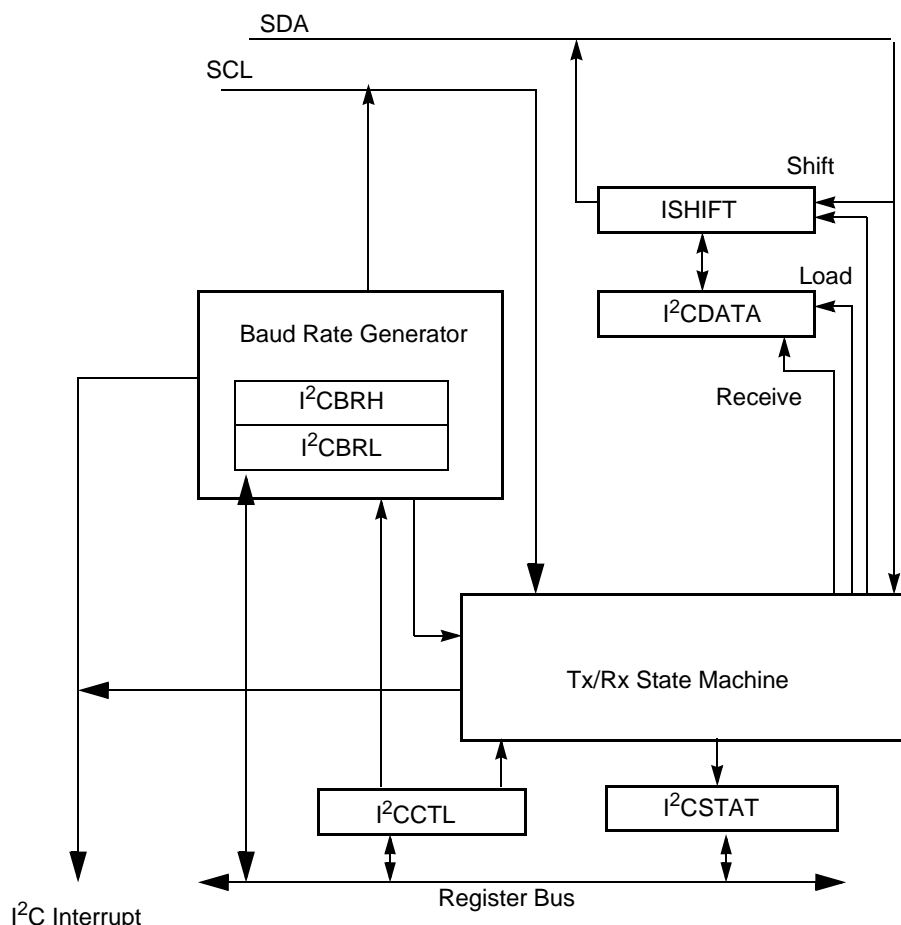 SDA
SCL
Shift
ISHIFT
Load
I²CDATA
Baud Rate Generator
I²CBRH
I²CBRL
Receive
Tx/Rx State Machine
I²CCTL
I²CSTAT
Register Bus
I²C Interrupt